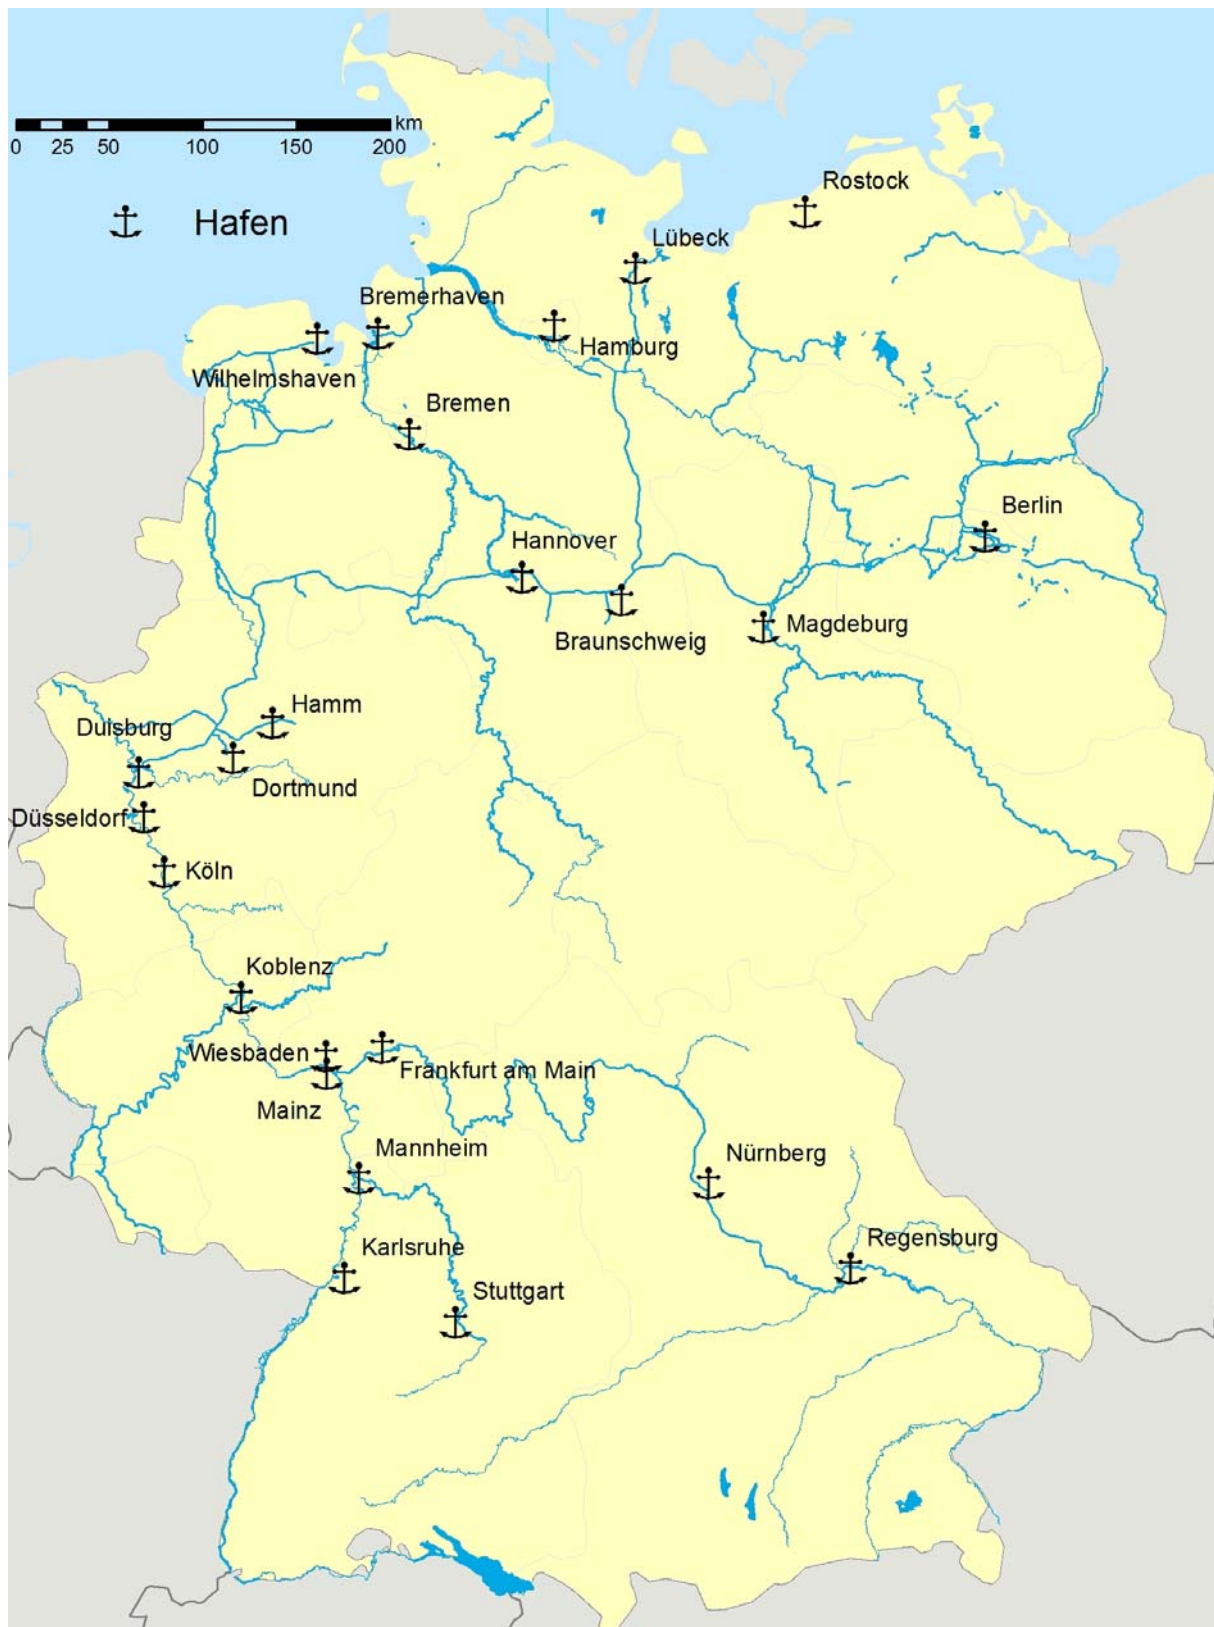 km
0 25 50 100 150 200
Hafen
Rostock
Lübeck
Bremerhaven
Hamburg
Wilhelmshaven
Bremen
Berlin
Hannover
Braunschweig
Magdeburg
Hamm
Duisburg
Dortmund
Düsseldorf
Köln
Koblenz
Wiesbaden
Frankfurt am Main
Mainz
Mannheim
Nürnberg
Karlsruhe
Regensburg
Stuttgart